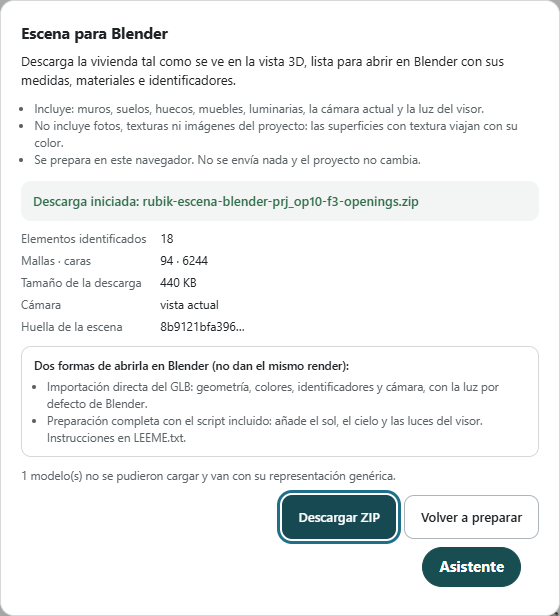 Escena para Blender
Descarga la vivienda tal como se ve en la vista 3D, lista para abrir en Blender con sus
medidas, materiales e identificadores.
• Incluye: muros, suelos, huecos, muebles, luminarias, la cámara actual y la luz del visor.
• No incluye fotos, texturas ni imágenes del proyecto: las superficies con textura viajan con su
color.
• Se prepara en este navegador. No se envía nada y el proyecto no cambia.
Descarga iniciada: rubik-escena-blender-prj_op10-f3-openings.zip
Elementos identificados 18
Mallas · caras 94 · 6244
Tamaño de la descarga 440 KB
Cámara vista actual
Huella de la escena 8b9121bfa396...
Dos formas de abrirla en Blender (no dan el mismo render):
• Importación directa del GLB: geometría, colores, identificadores y cámara, con la luz por
defecto de Blender.
• Preparación completa con el script incluido: añade el sol, el cielo y las luces del visor.
Instrucciones en LEEME.txt.
1 modelo(s) no se pudieron cargar y van con su representación genérica.
Descargar ZIP Volver a preparar
Asistente